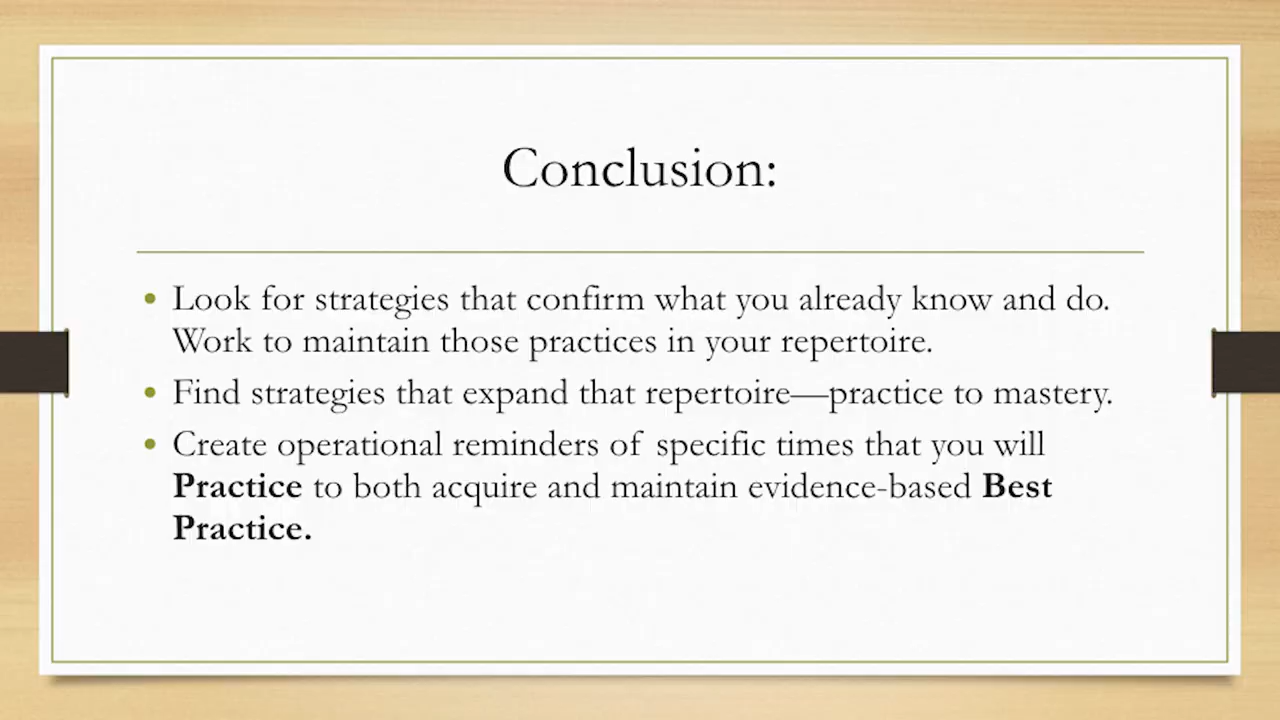 Conclusion:
Look for strategies that confirm what you already know and do.
Work to maintain those practices in your repertoire.
Find strategies that expand that repertoire—practice to mastery.
Create operational reminders of specific times that you will
Practice to both acquire and maintain evidence-based Best
Practice.